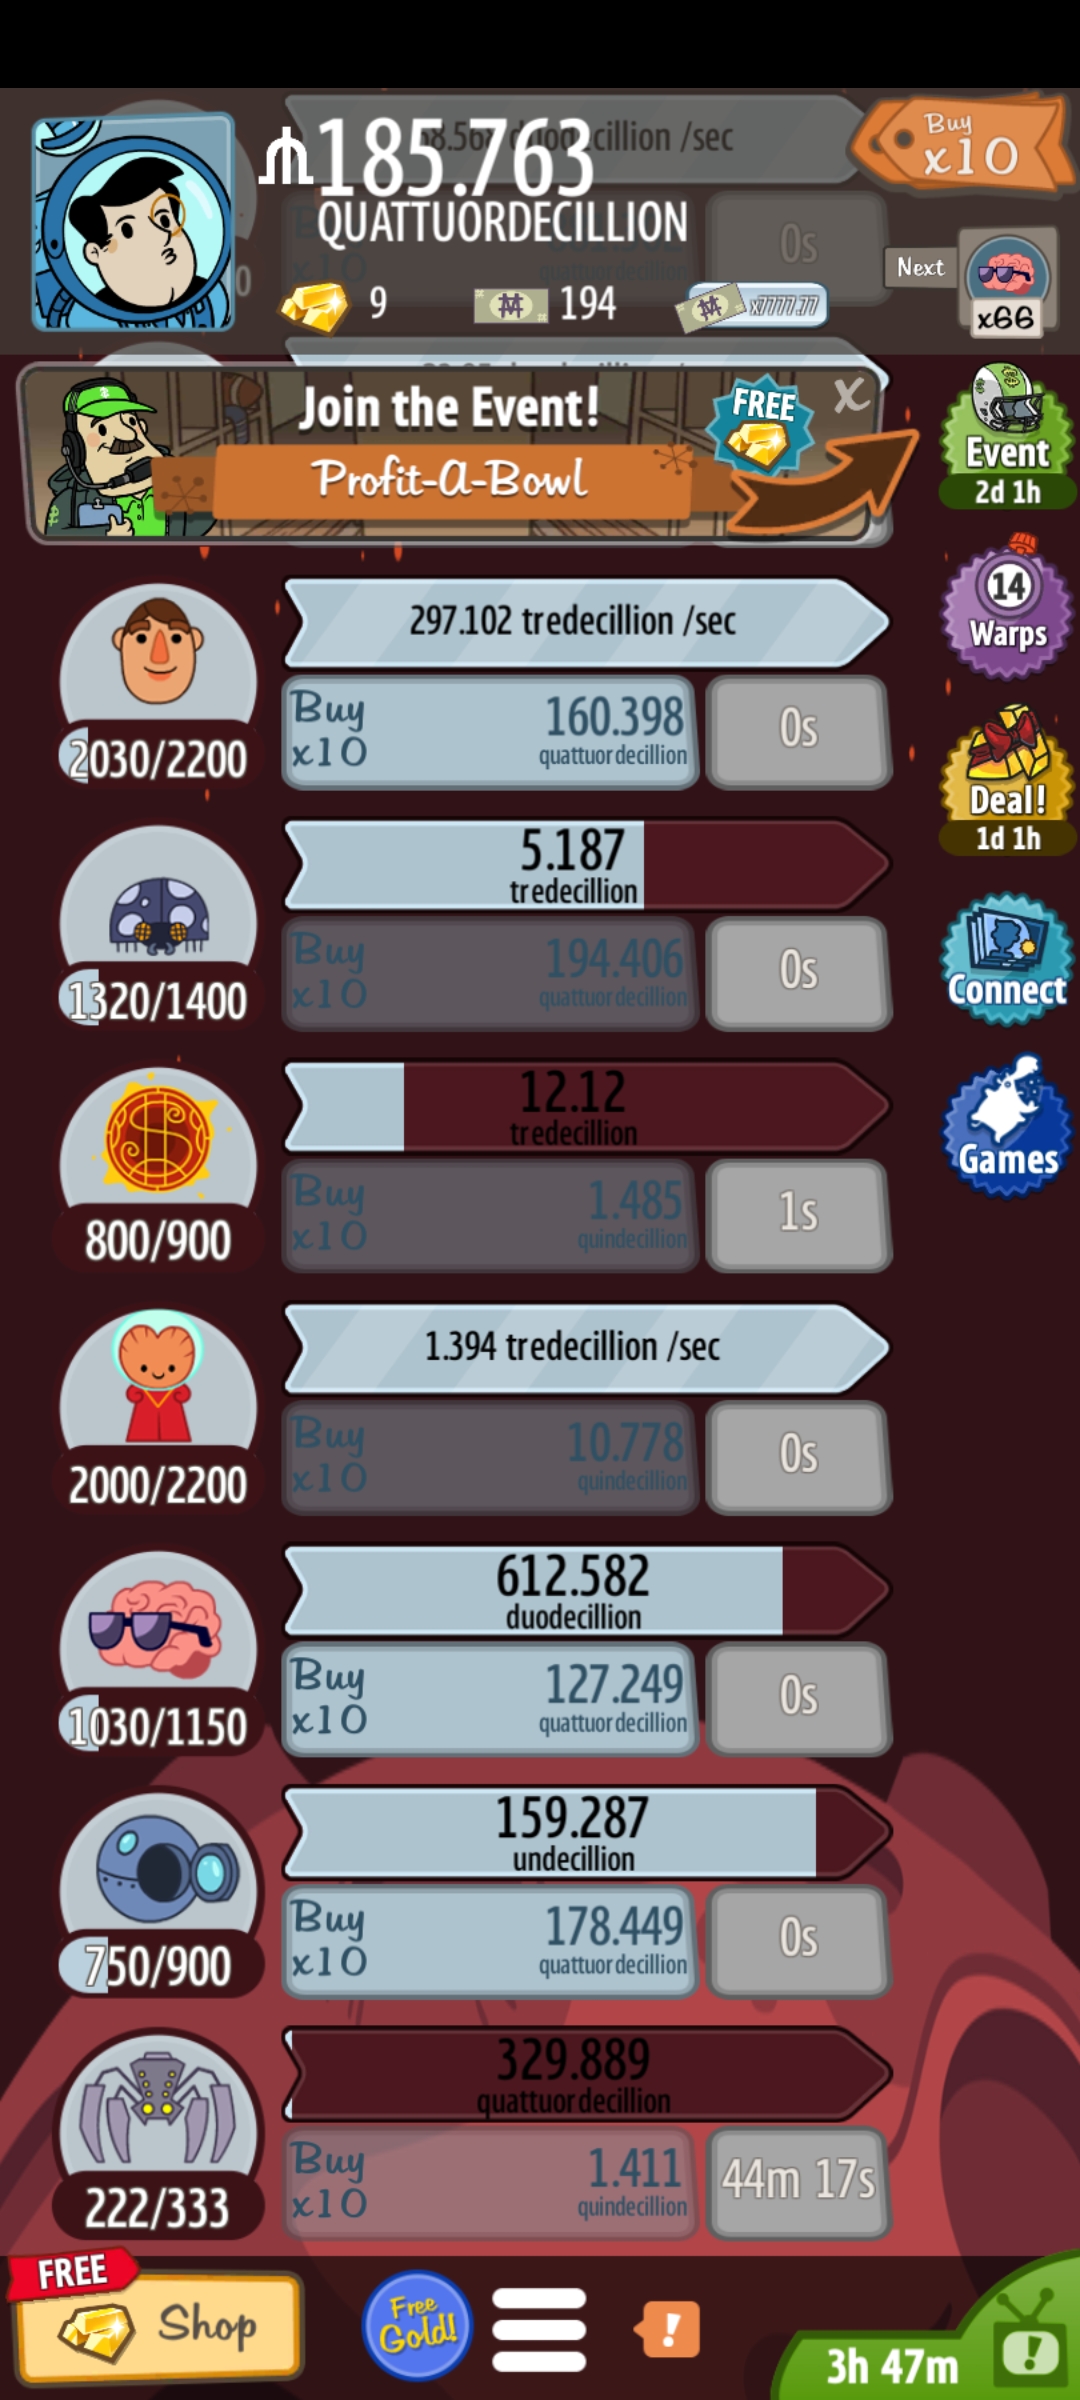 185.763
QUATTUORDECILLION
Buy
x10
0s
9
194
x7777.77
Next
x66
Join the Event!
Profit-A-Bowl
FREE
X
Event
2d 1h
297.102 tredecillion /sec
Buy
x10
160.398
quattuordecillion
0s
2030/2200
14
Warps
Deal!
1d 1h
5.187
tredecillion
Buy
x10
194.406
quattuordecillion
0s
1320/1400
Connect
12.12
tredecillion
Buy
x10
1.485
quindecillion
1s
800/900
Games
1.394 tredecillion /sec
Buy
x10
10.778
quindecillion
0s
2000/2200
612.582
duodecillion
Buy
x10
127.249
quattuordecillion
0s
1030/1150
159.287
undecillion
Buy
x10
178.449
quattuordecillion
0s
750/900
329.889
quattuordecillion
Buy
x10
1.411
quindecillion
44m 17s
222/333
FREE
Shop
Free
Gold!
!
3h 47m
!